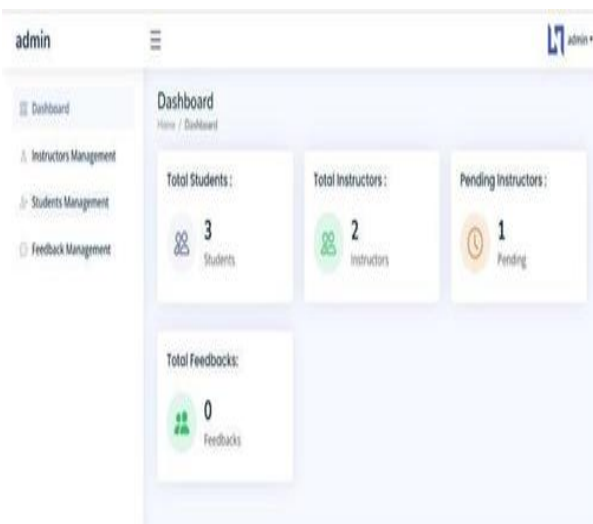 admin
admin
Dashboard
Home / Dashboard
Dashboard
Instructors Management
Students Management
Feedback Management
Total Students :
3
Students
Total Instructors :
2
Instructors
Pending Instructors :
1
Pending
Total Feedbacks:
0
Feedbacks